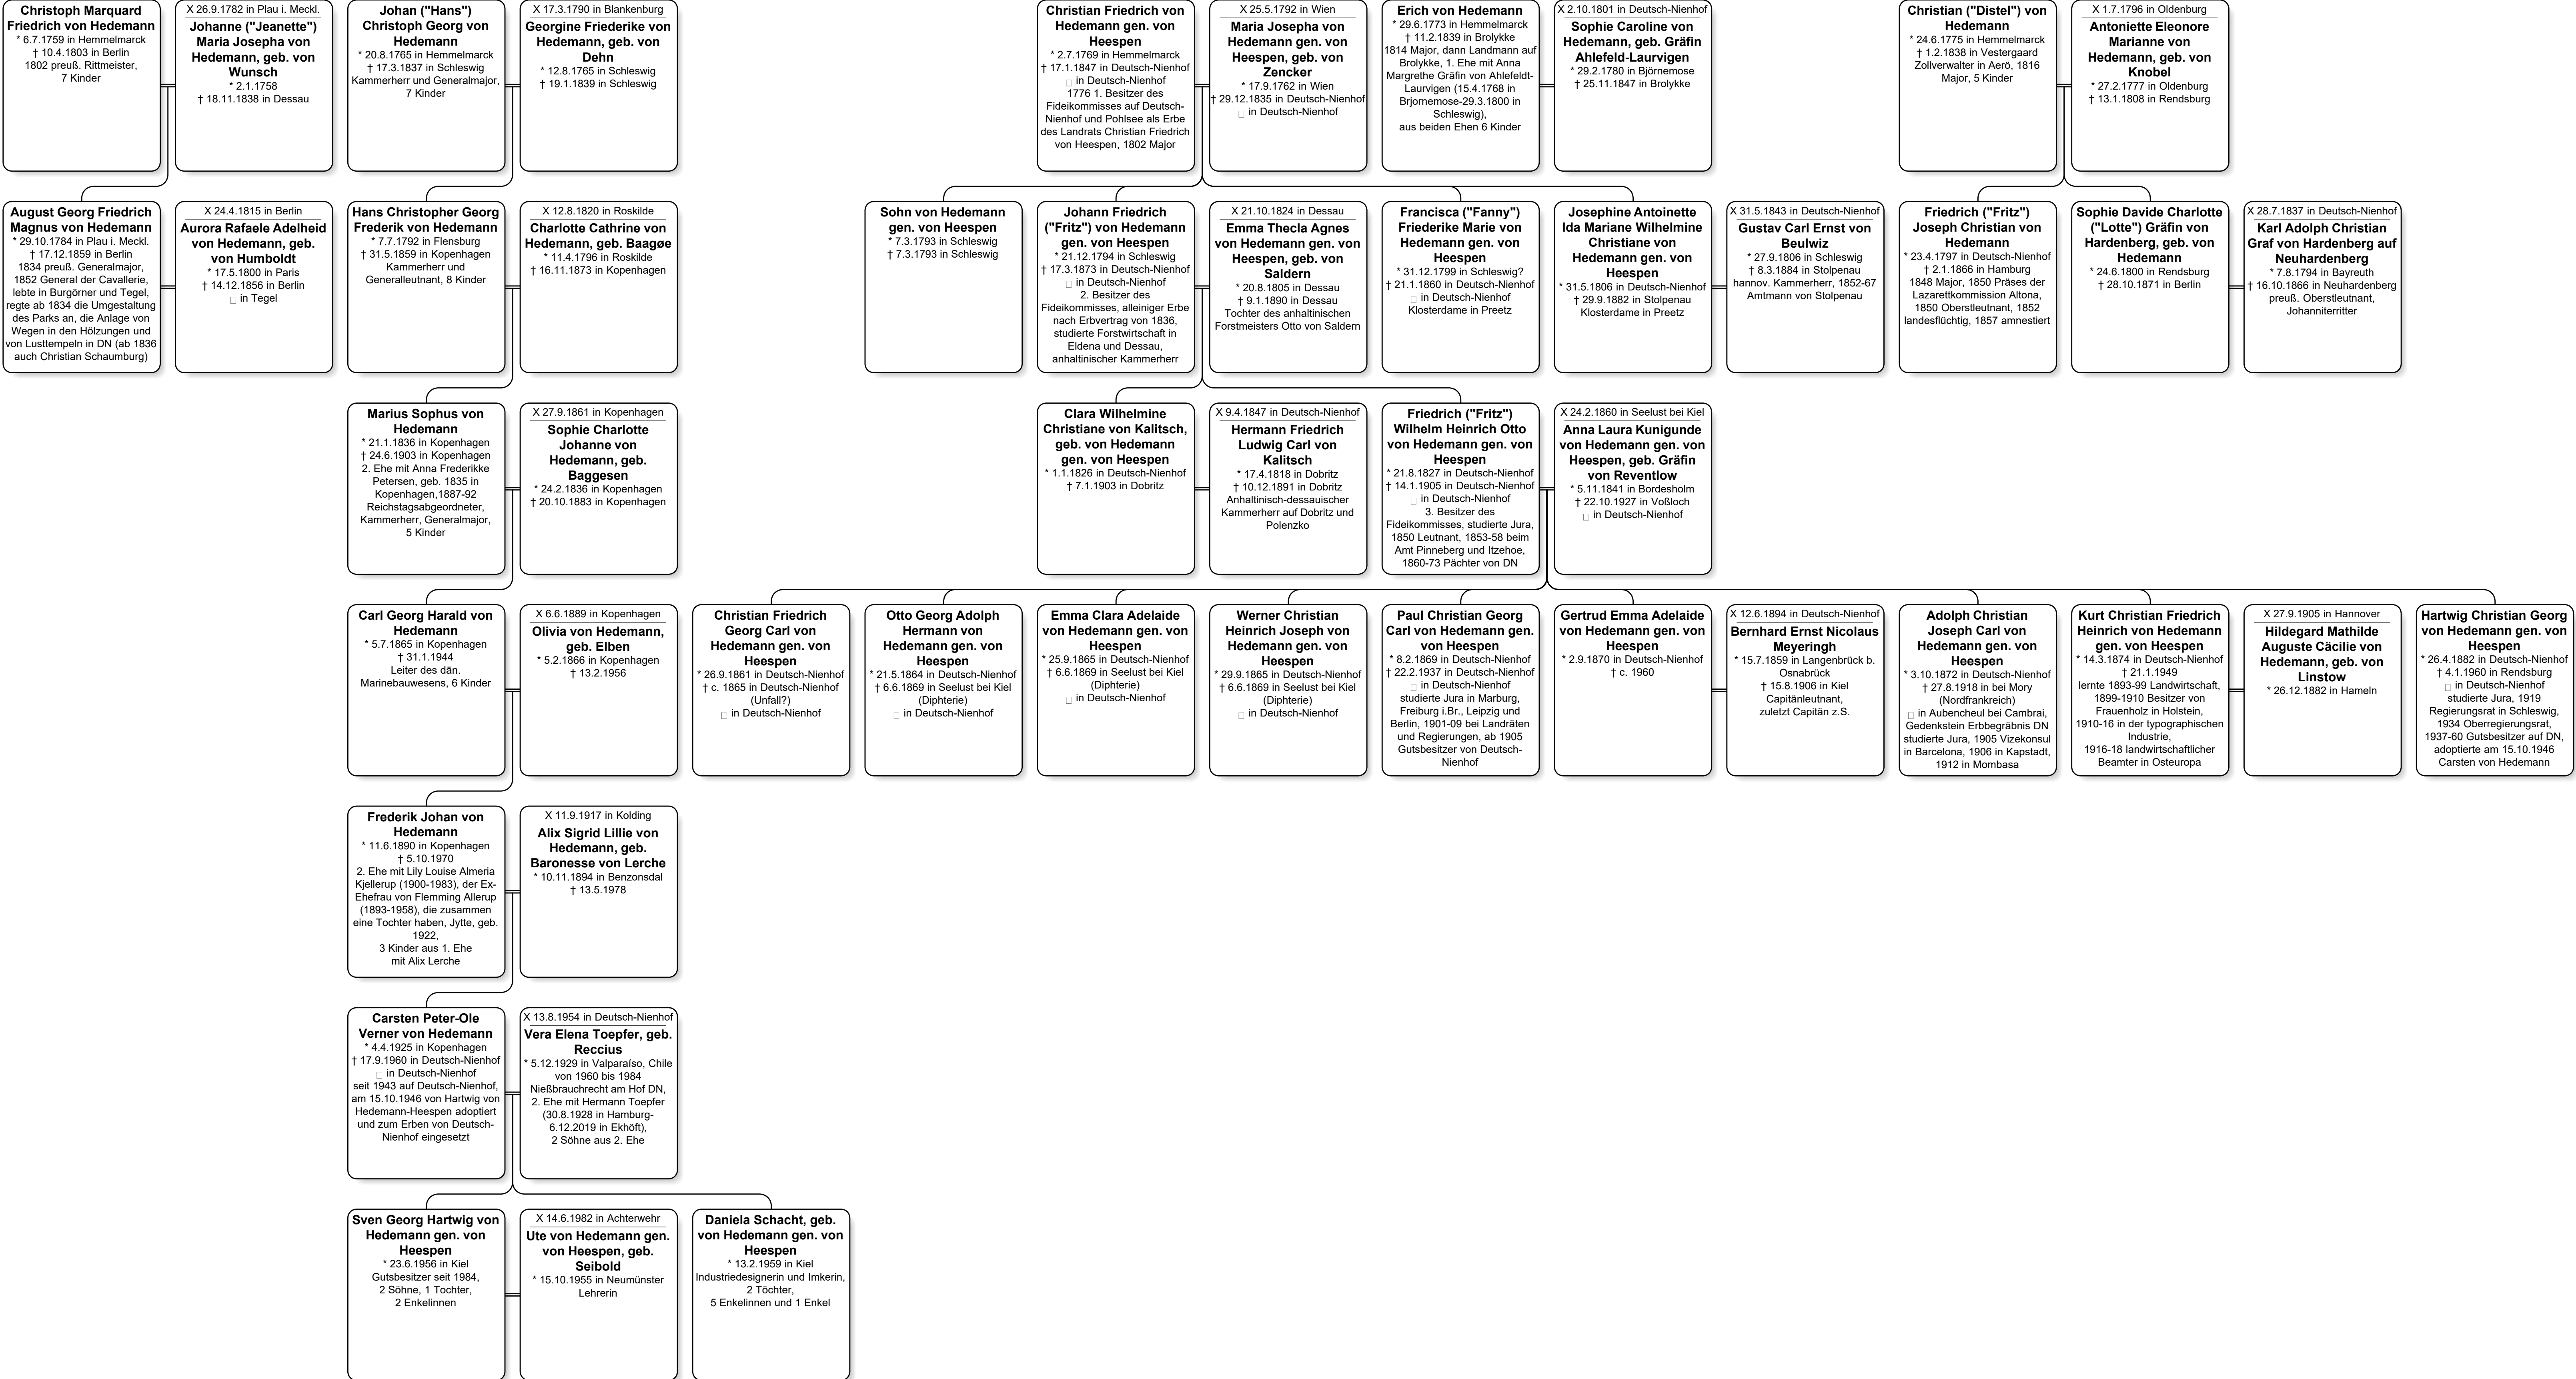 Christoph Marquard
Friedrich von Hedemann
* 6.7.1759 in Hemmelmarck
† 10.4.1803 in Berlin
1802 preuß. Rittmeister,
7 Kinder
X 26.9.1782 in Plau i. Meckl.
Johanne ("Jeanette")
Maria Josepha von
Hedemann, geb. von
Wunsch
* 2.1.1758
† 18.11.1838 in Dessau
Johan ("Hans")
Christoph Georg von
Hedemann
* 20.8.1765 in Hemmelmarck
† 17.3.1837 in Schleswig
Kammerherr und Generalmajor,
7 Kinder
X 17.3.1790 in Blankenburg
Georgine Friederike von
Hedemann, geb. von
Dehn
* 12.8.1765 in Schleswig
† 19.1.1839 in Schleswig
Christian Friedrich von
Hedemann gen. von
Heespen
* 2.7.1769 in Hemmelmarck
† 17.1.1847 in Deutsch-Nienhof
□ in Deutsch-Nienhof
1776 1. Besitzer des
Fideikommisses auf Deutsch-
Nienhof und Pohlsee als Erbe
des Landrats Christian Friedrich
von Heespen, 1802 Major
X 25.5.1792 in Wien
Maria Josepha von
Hedemann gen. von
Heespen, geb. von
Zencker
* 17.9.1762 in Wien
† 29.12.1835 in Deutsch-Nienhof
□ in Deutsch-Nienhof
Erich von Hedemann
* 29.6.1773 in Hemmelmarck
† 11.2.1839 in Brolykke
1814 Major, dann Landmann auf
Brolykke, 1. Ehe mit Anna
Margrethe Gräfin von Ahlefeldt-
Laurvigen (15.4.1768 in
Brjornemose-29.3.1800 in
Schleswig),
aus beiden Ehen 6 Kinder
X 2.10.1801 in Deutsch-Nienhof
Sophie Caroline von
Hedemann, geb. Gräfin
Ahlefeld-Laurvigen
* 29.2.1780 in Björnemose
† 25.11.1847 in Brolykke
Christian ("Distel") von
Hedemann
* 24.6.1775 in Hemmelmarck
† 1.2.1838 in Vestergaard
Zollverwalter in Aerö, 1816
Major, 5 Kinder
X 1.7.1796 in Oldenburg
Antoniette Eleonore
Marianne von
Hedemann, geb. von
Knobel
* 27.2.1777 in Oldenburg
† 13.1.1808 in Rendsburg
August Georg Friedrich
Magnus von Hedemann
* 29.10.1784 in Plau i. Meckl.
† 17.12.1859 in Berlin
1834 preuß. Generalmajor,
1852 General der Cavallerie,
lebte in Burgörner und Tegel,
regte ab 1834 die Umgestaltung
des Parks an, die Anlage von
Wegen in den Hölzungen und
von Lusttempeln in DN (ab 1836
auch Christian Schaumburg)
X 24.4.1815 in Berlin
Aurora Rafaele Adelheid
von Hedemann, geb.
von Humboldt
* 17.5.1800 in Paris
† 14.12.1856 in Berlin
□ in Tegel
Hans Christopher Georg
Frederik von Hedemann
* 7.7.1792 in Flensburg
† 31.5.1859 in Kopenhagen
Kammerherr und
Generalleutnant, 8 Kinder
X 12.8.1820 in Roskilde
Charlotte Cathrine von
Hedemann, geb. Baagøe
* 11.4.1796 in Roskilde
† 16.11.1873 in Kopenhagen
Sohn von Hedemann
gen. von Heespen
* 7.3.1793 in Schleswig
† 7.3.1793 in Schleswig
Johann Friedrich
("Fritz") von Hedemann
gen. von Heespen
* 21.12.1794 in Schleswig
† 17.3.1873 in Deutsch-Nienhof
□ in Deutsch-Nienhof
2. Besitzer des
Fideikommisses, alleiniger Erbe
nach Erbvertrag von 1836,
studierte Forstwirtschaft in
Eldena und Dessau,
anhaltinischer Kammerherr
X 21.10.1824 in Dessau
Emma Thecla Agnes
von Hedemann gen. von
Heespen, geb. von
Saldern
* 20.8.1805 in Dessau
† 9.1.1890 in Dessau
Tochter des anhaltinischen
Forstmeisters Otto von Saldern
Francisca ("Fanny")
Friederike Marie von
Hedemann gen. von
Heespen
* 31.12.1799 in Schleswig?
† 21.1.1860 in Deutsch-Nienhof
□ in Deutsch-Nienhof
Klosterdame in Preetz
Josephine Antoinette
Ida Mariane Wilhelmine
Christiane von
Hedemann gen. von
Heespen
* 31.5.1806 in Deutsch-Nienhof
† 29.9.1882 in Stolpenau
Klosterdame in Preetz
X 31.5.1843 in Deutsch-Nienhof
Gustav Carl Ernst von
Beulwiz
* 27.9.1806 in Schleswig
† 8.3.1884 in Stolpenau
hannov. Kammerherr, 1852-67
Amtmann von Stolpenau
Friedrich ("Fritz")
Joseph Christian von
Hedemann
* 23.4.1797 in Schleswig
† 2.1.1866 in Hamburg
1848 Major, 1850 Präses der
Lazarettkommission Altona,
1850 Oberstleutnant, 1852
landesflüchtig, 1857 amnestiert
Sophie Davide Charlotte
("Lotte") Gräfin von
Hardenberg, geb. von
Hedemann
* 24.6.1800 in Rendsburg
† 28.10.1871 in Berlin
X 28.7.1837 in Deutsch-Nienhof
Karl Adolph Christian
Graf von Hardenberg auf
Neuhardenberg
* 7.8.1794 in Bayreuth
† 16.10.1866 in Neuhardenberg
preuß. Oberstleutnant,
Johanniterritter
Marius Sophus von
Hedemann
* 21.1.1836 in Kopenhagen
† 24.6.1903 in Kopenhagen
2. Ehe mit Anna Frederikke
Petersen, geb. 1835 in
Kopenhagen,1887-92
Reichstagsabgeordneter,
Kammerherr, Generalmajor,
5 Kinder
X 27.9.1861 in Kopenhagen
Sophie Charlotte
Johanne von
Hedemann, geb.
Baggesen
* 24.2.1836 in Kopenhagen
† 20.10.1883 in Kopenhagen
Clara Wilhelmine
Christiane von Kalitsch,
geb. von Hedemann
gen. von Heespen
* 1.1.1826 in Deutsch-Nienhof
† 7.1.1903 in Dobritz
X 9.4.1847 in Deutsch-Nienhof
Hermann Friedrich
Ludwig Carl von
Kalitsch
* 17.4.1818 in Dobritz
† 10.12.1891 in Dobritz
Anhaltinisch-dessauischer
Kammerherr auf Dobritz und
Polenzko
Friedrich ("Fritz")
Wilhelm Heinrich Otto
von Hedemann gen. von
Heespen
* 21.8.1827 in Deutsch-Nienhof
† 14.1.1905 in Deutsch-Nienhof
□ in Deutsch-Nienhof
3. Besitzer des
Fideikommisses, studierte Jura,
1850 Leutnant, 1853-58 beim
Amt Pinneberg und Itzehoe,
1860-73 Pächter von DN
X 24.2.1860 in Seelust bei Kiel
Anna Laura Kunigunde
von Hedemann gen. von
Heespen, geb. Gräfin
von Reventlow
* 5.11.1841 in Bordesholm
† 22.10.1927 in Voßloch
□ in Deutsch-Nienhof
Carl Georg Harald von
Hedemann
* 5.7.1865 in Kopenhagen
† 31.1.1944
Leiter des dän.
Marinebauwesens, 6 Kinder
X 6.6.1889 in Kopenhagen
Olivia von Hedemann,
geb. Elben
* 5.2.1866 in Kopenhagen
† 13.2.1956
Christian Friedrich
Georg Carl von
Hedemann gen. von
Heespen
* 26.9.1861 in Deutsch-Nienhof
† c. 1865 in Deutsch-Nienhof
(Unfall?)
□ in Deutsch-Nienhof
Otto Georg Adolph
Hermann von
Hedemann gen. von
Heespen
* 21.5.1864 in Deutsch-Nienhof
† 6.6.1869 in Seelust bei Kiel
(Diphterie)
□ in Deutsch-Nienhof
Emma Clara Adelaide
von Hedemann gen. von
Heespen
* 25.9.1865 in Deutsch-Nienhof
† 6.6.1869 in Seelust bei Kiel
(Diphterie)
□ in Deutsch-Nienhof
Werner Christian
Heinrich Joseph von
Hedemann gen. von
Heespen
* 29.9.1865 in Deutsch-Nienhof
† 6.6.1869 in Seelust bei Kiel
(Diphterie)
□ in Deutsch-Nienhof
Paul Christian Georg
Carl von Hedemann gen.
von Heespen
* 8.2.1869 in Deutsch-Nienhof
† 22.2.1937 in Deutsch-Nienhof
□ in Deutsch-Nienhof
studierte Jura in Marburg,
Freiburg i.Br., Leipzig und
Berlin, 1901-09 bei Landräten
und Regierungen, ab 1905
Gutsbesitzer von Deutsch-
Nienhof
Gertrud Emma Adelaide
von Hedemann gen. von
Heespen
* 2.9.1870 in Deutsch-Nienhof
† c. 1960
X 12.6.1894 in Deutsch-Nienhof
Bernhard Ernst Nicolaus
Meyeringh
* 15.7.1859 in Langenbrück b.
Osnabrück
† 15.8.1906 in Kiel
Capitänleutnant,
zuletzt Capitän z.S.
Adolph Christian
Joseph Carl von
Hedemann gen. von
Heespen
* 3.10.1872 in Deutsch-Nienhof
† 27.8.1918 in bei Mory
(Nordfrankreich)
□ in Aubencheul bei Cambrai,
Gedenkstein Erbbegräbnis DN
studierte Jura, 1905 Vizekonsul
in Barcelona, 1906 in Kapstadt,
1912 in Mombasa
Kurt Christian Friedrich
Heinrich von Hedemann
gen. von Heespen
* 14.3.1874 in Deutsch-Nienhof
† 21.1.1949
lernte 1893-99 Landwirtschaft,
1899-1910 Besitzer von
Frauenholz in Holstein,
1910-16 in der typographischen
Industrie,
1916-18 landwirtschaftlicher
Beamter in Osteuropa
X 27.9.1905 in Hannover
Hildegard Mathilde
Auguste Cäcilie von
Hedemann, geb. von
Linstow
* 26.12.1882 in Hameln
Hartwig Christian Georg
von Hedemann gen. von
Heespen
* 26.4.1882 in Deutsch-Nienhof
† 4.1.1960 in Rendsburg
□ in Deutsch-Nienhof
studierte Jura, 1919
Regierungsrat in Schleswig,
1934 Oberregierungsrat,
1937-60 Gutsbesitzer auf DN,
adoptierte am 15.10.1946
Carsten von Hedemann
Frederik Johan von
Hedemann
* 11.6.1890 in Kopenhagen
† 5.10.1970
2. Ehe mit Lily Louise Almeria
Kjellerup (1900-1983), der Ex-
Ehefrau von Flemming Allerup
(1893-1958), die zusammen
eine Tochter haben, Jytte, geb.
1922,
3 Kinder aus 1. Ehe
mit Alix Lerche
X 11.9.1917 in Kolding
Alix Sigrid Lillie von
Hedemann, geb.
Baronesse von Lerche
* 10.11.1894 in Benzonsdal
† 13.5.1978
Carsten Peter-Ole
Verner von Hedemann
* 4.4.1925 in Kopenhagen
† 17.9.1960 in Deutsch-Nienhof
□ in Deutsch-Nienhof
seit 1943 auf Deutsch-Nienhof,
am 15.10.1946 von Hartwig von
Hedemann-Heespen adoptiert
und zum Erben von Deutsch-
Nienhof eingesetzt
X 13.8.1954 in Deutsch-Nienhof
Vera Elena Toepfer, geb.
Reccius
* 5.12.1929 in Valparaíso, Chile
von 1960 bis 1984
Nießbrauchrecht am Hof DN,
2. Ehe mit Hermann Toepfer
(30.8.1928 in Hamburg-
6.12.2019 in Ekhöft),
2 Söhne aus 2. Ehe
Sven Georg Hartwig von
Hedemann gen. von
Heespen
* 23.6.1956 in Kiel
Gutsbesitzer seit 1984,
2 Söhne, 1 Tochter,
2 Enkelinnen
X 14.6.1982 in Achterwehr
Ute von Hedemann gen.
von Heespen, geb.
Seibold
* 15.10.1955 in Neumünster
Lehrerin
Daniela Schacht, geb.
von Hedemann gen. von
Heespen
* 13.2.1959 in Kiel
Industriedesignerin und Imkerin,
2 Töchter,
5 Enkelinnen und 1 Enkel